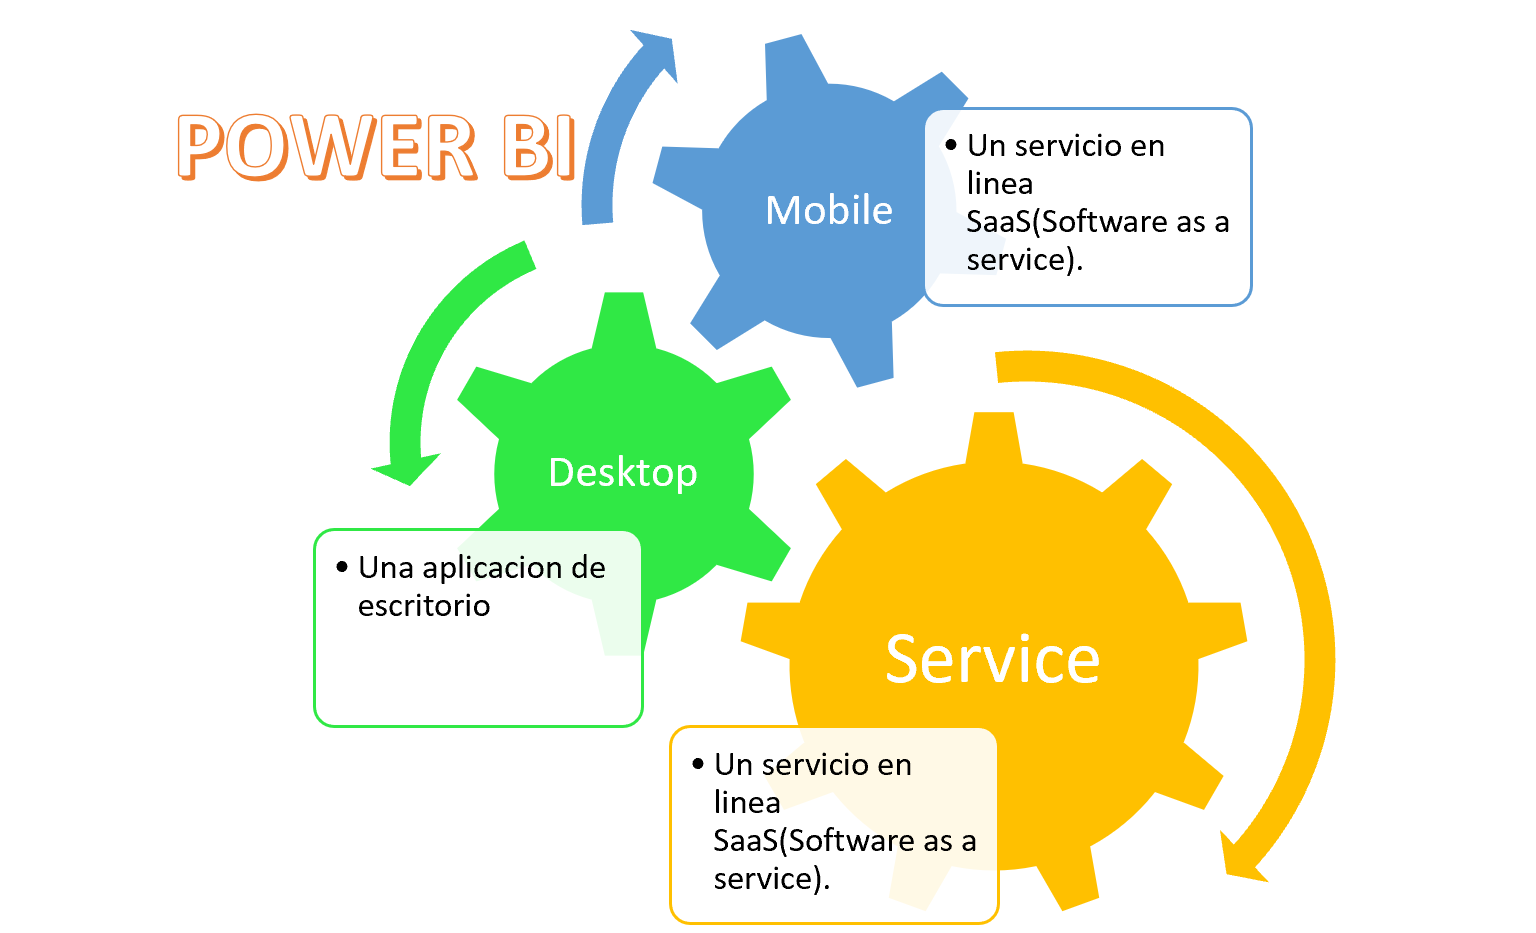 POWER BI
Mobile
• Un servicio en
linea
SaaS(Software as a
service).
Desktop
• Una aplicacion de
escritorio
Service
• Un servicio en
linea
SaaS(Software as a
service).